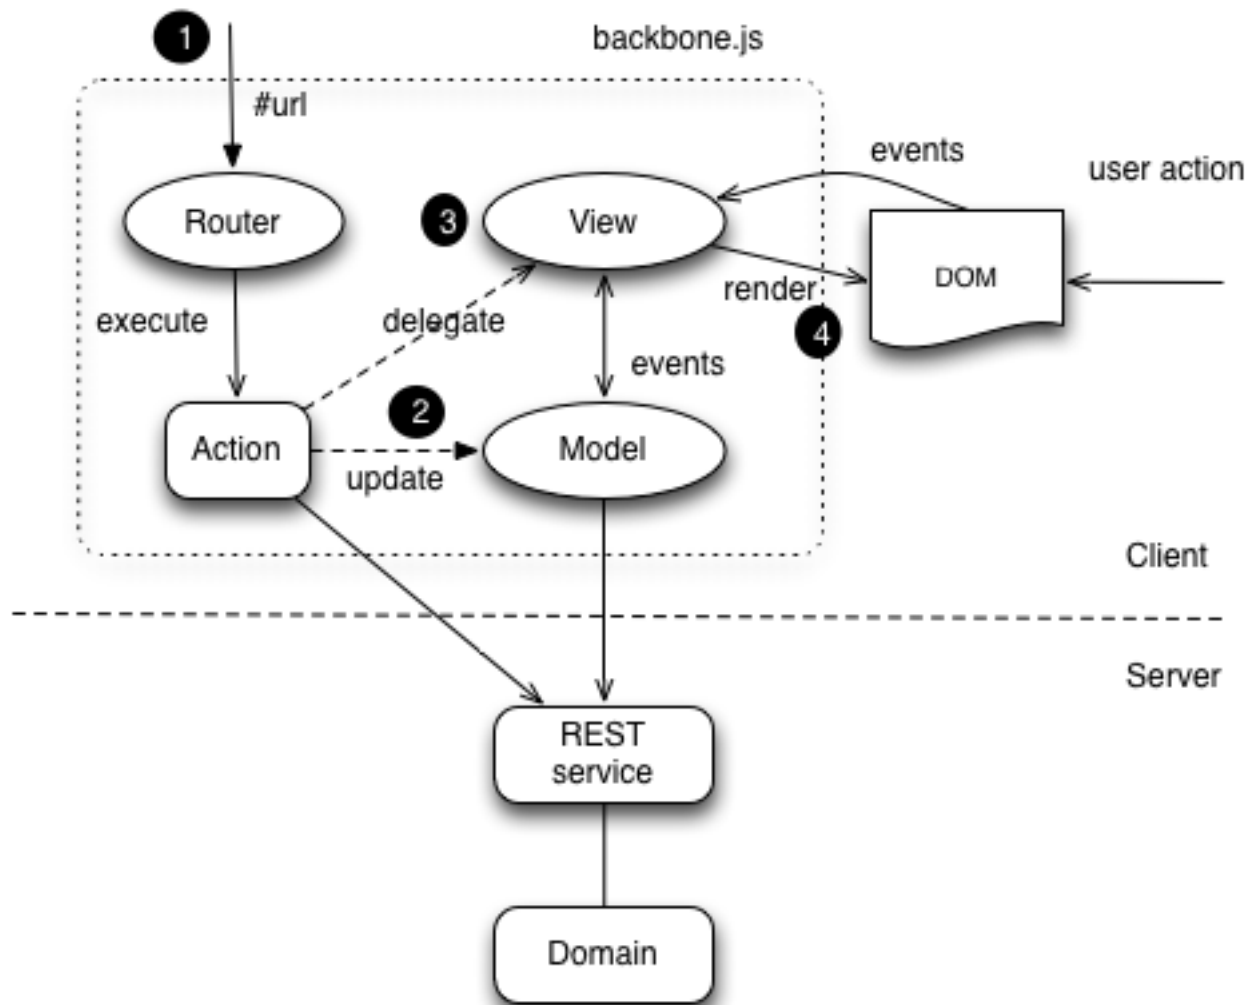 1
backbone.js
#url
events
user action
Router
3
View
DOM
render
execute
delegate
4
events
2
Action
Model
update
Client
Server
REST
service
Domain